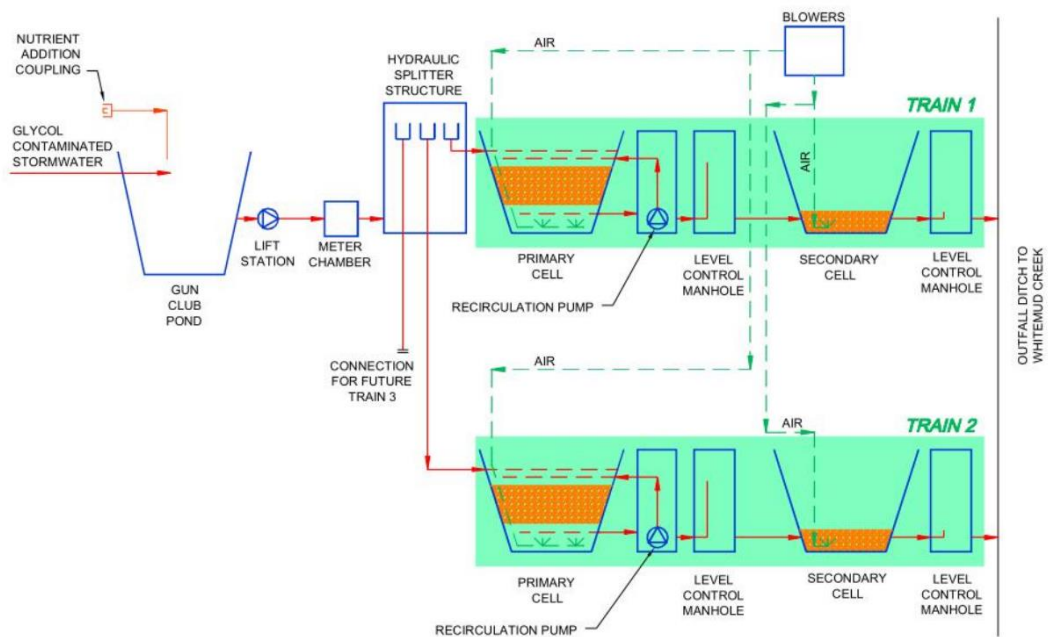 BLOWERS
AIR
NUTRIENT
ADDITION
COUPLING
HYDRAULIC
SPLITTER
STRUCTURE
TRAIN 1
GLYCOL
CONTAMINATED
STORMWATER
AIR
LIFT
STATION
METER
CHAMBER
GUN
CLUB
POND
PRIMARY
CELL
RECIRCULATION PUMP
LEVEL
CONTROL
MANHOLE
SECONDARY
CELL
LEVEL
CONTROL
MANHOLE
OUTFALL DITCH TO
WHITEMUD CREEK
CONNECTION
FOR FUTURE
TRAIN 3
AIR
AIR
TRAIN 2
PRIMARY
CELL
RECIRCULATION PUMP
LEVEL
CONTROL
MANHOLE
SECONDARY
CELL
LEVEL
CONTROL
MANHOLE